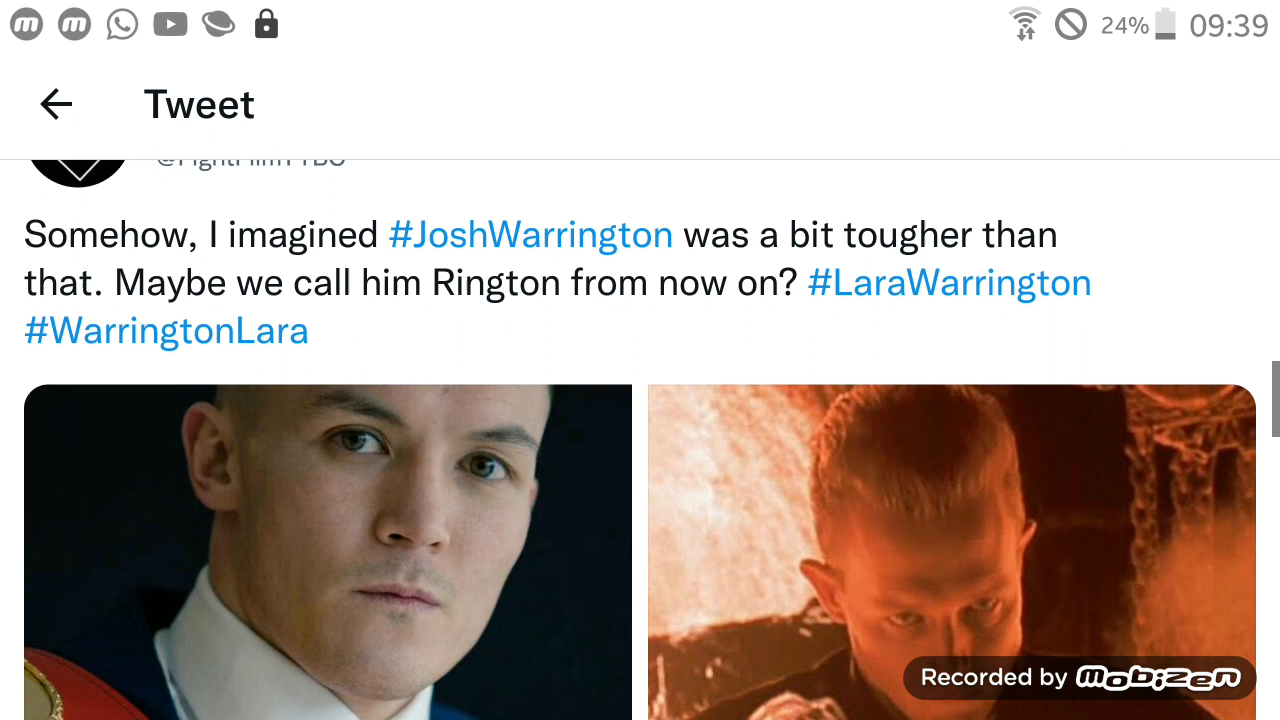 24% 09:39
Tweet
Somehow, I imagined #JoshWarrington was a bit tougher than
that. Maybe we call him Rington from now on? #LaraWarrington
#WarringtonLara
Recorded by mobizen